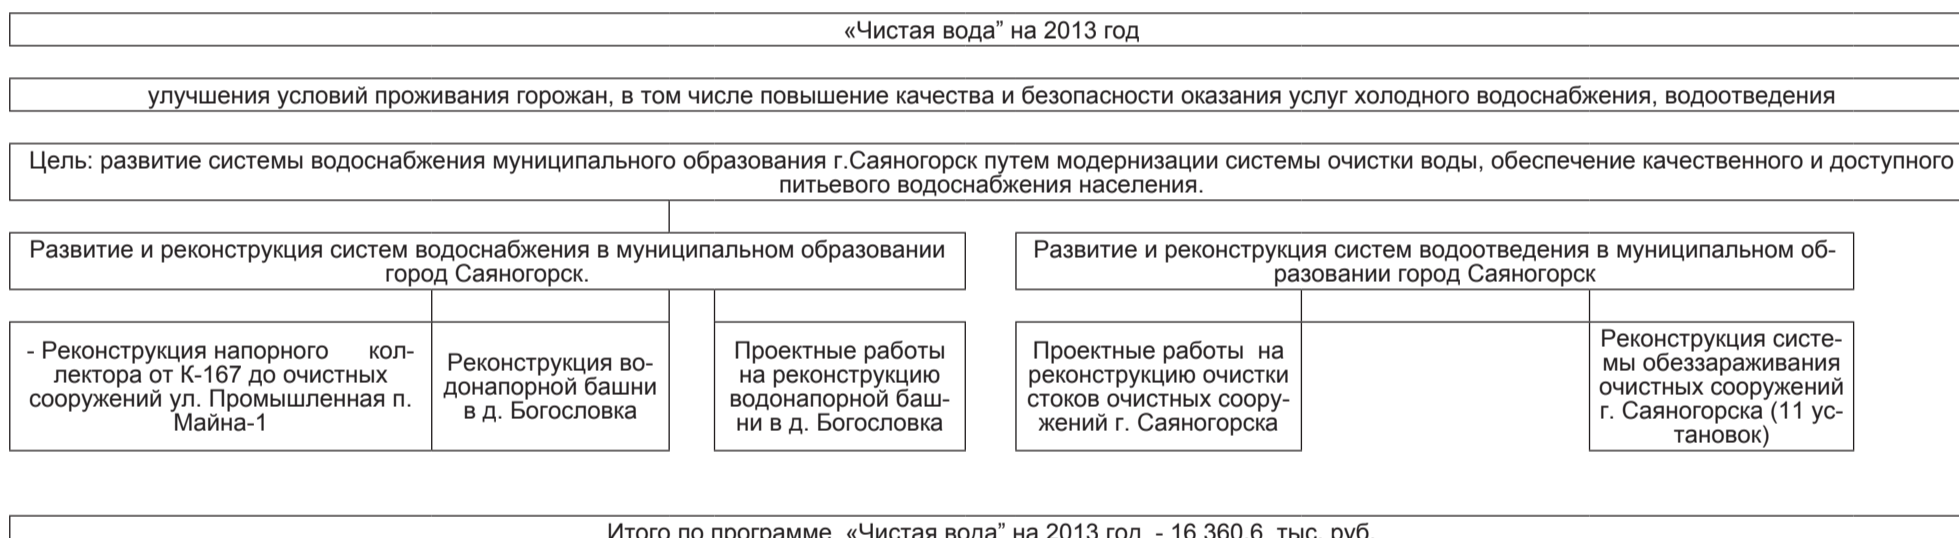 «Чистая вода” на 2013 год
улучшения условий проживания горожан, в том числе повышение качества и безопасности оказания услуг холодного водоснабжения, водоотведения
Цель: развитие системы водоснабжения муниципального образования г.Саяногорск путем модернизации системы очистки воды, обеспечение качественного и доступного
питьевого водоснабжения населения.
Развитие и реконструкция систем водоснабжения в муниципальном образовании
город Саяногорск.
Развитие и реконструкция систем водоотведения в муниципальном об-
разовании город Саяногорск
- Реконструкция напорного кол-
лектора от К-167 до очистных
сооружений ул. Промышленная п.
Майна-1
Реконструкция во-
донапорной башни
в д. Богословка
Проектные работы
на реконструкцию
водонапорной баш-
ни в д. Богословка
Проектные работы на
реконструкцию очистки
стоков очистных соору-
жений г. Саяногорска
Реконструкция систе-
мы обеззараживания
очистных сооружений
г. Саяногорска (11 ус-
тановок)
Итого по программе «Чистая вода” на 2013 год - 16 360,6 тыс. руб.